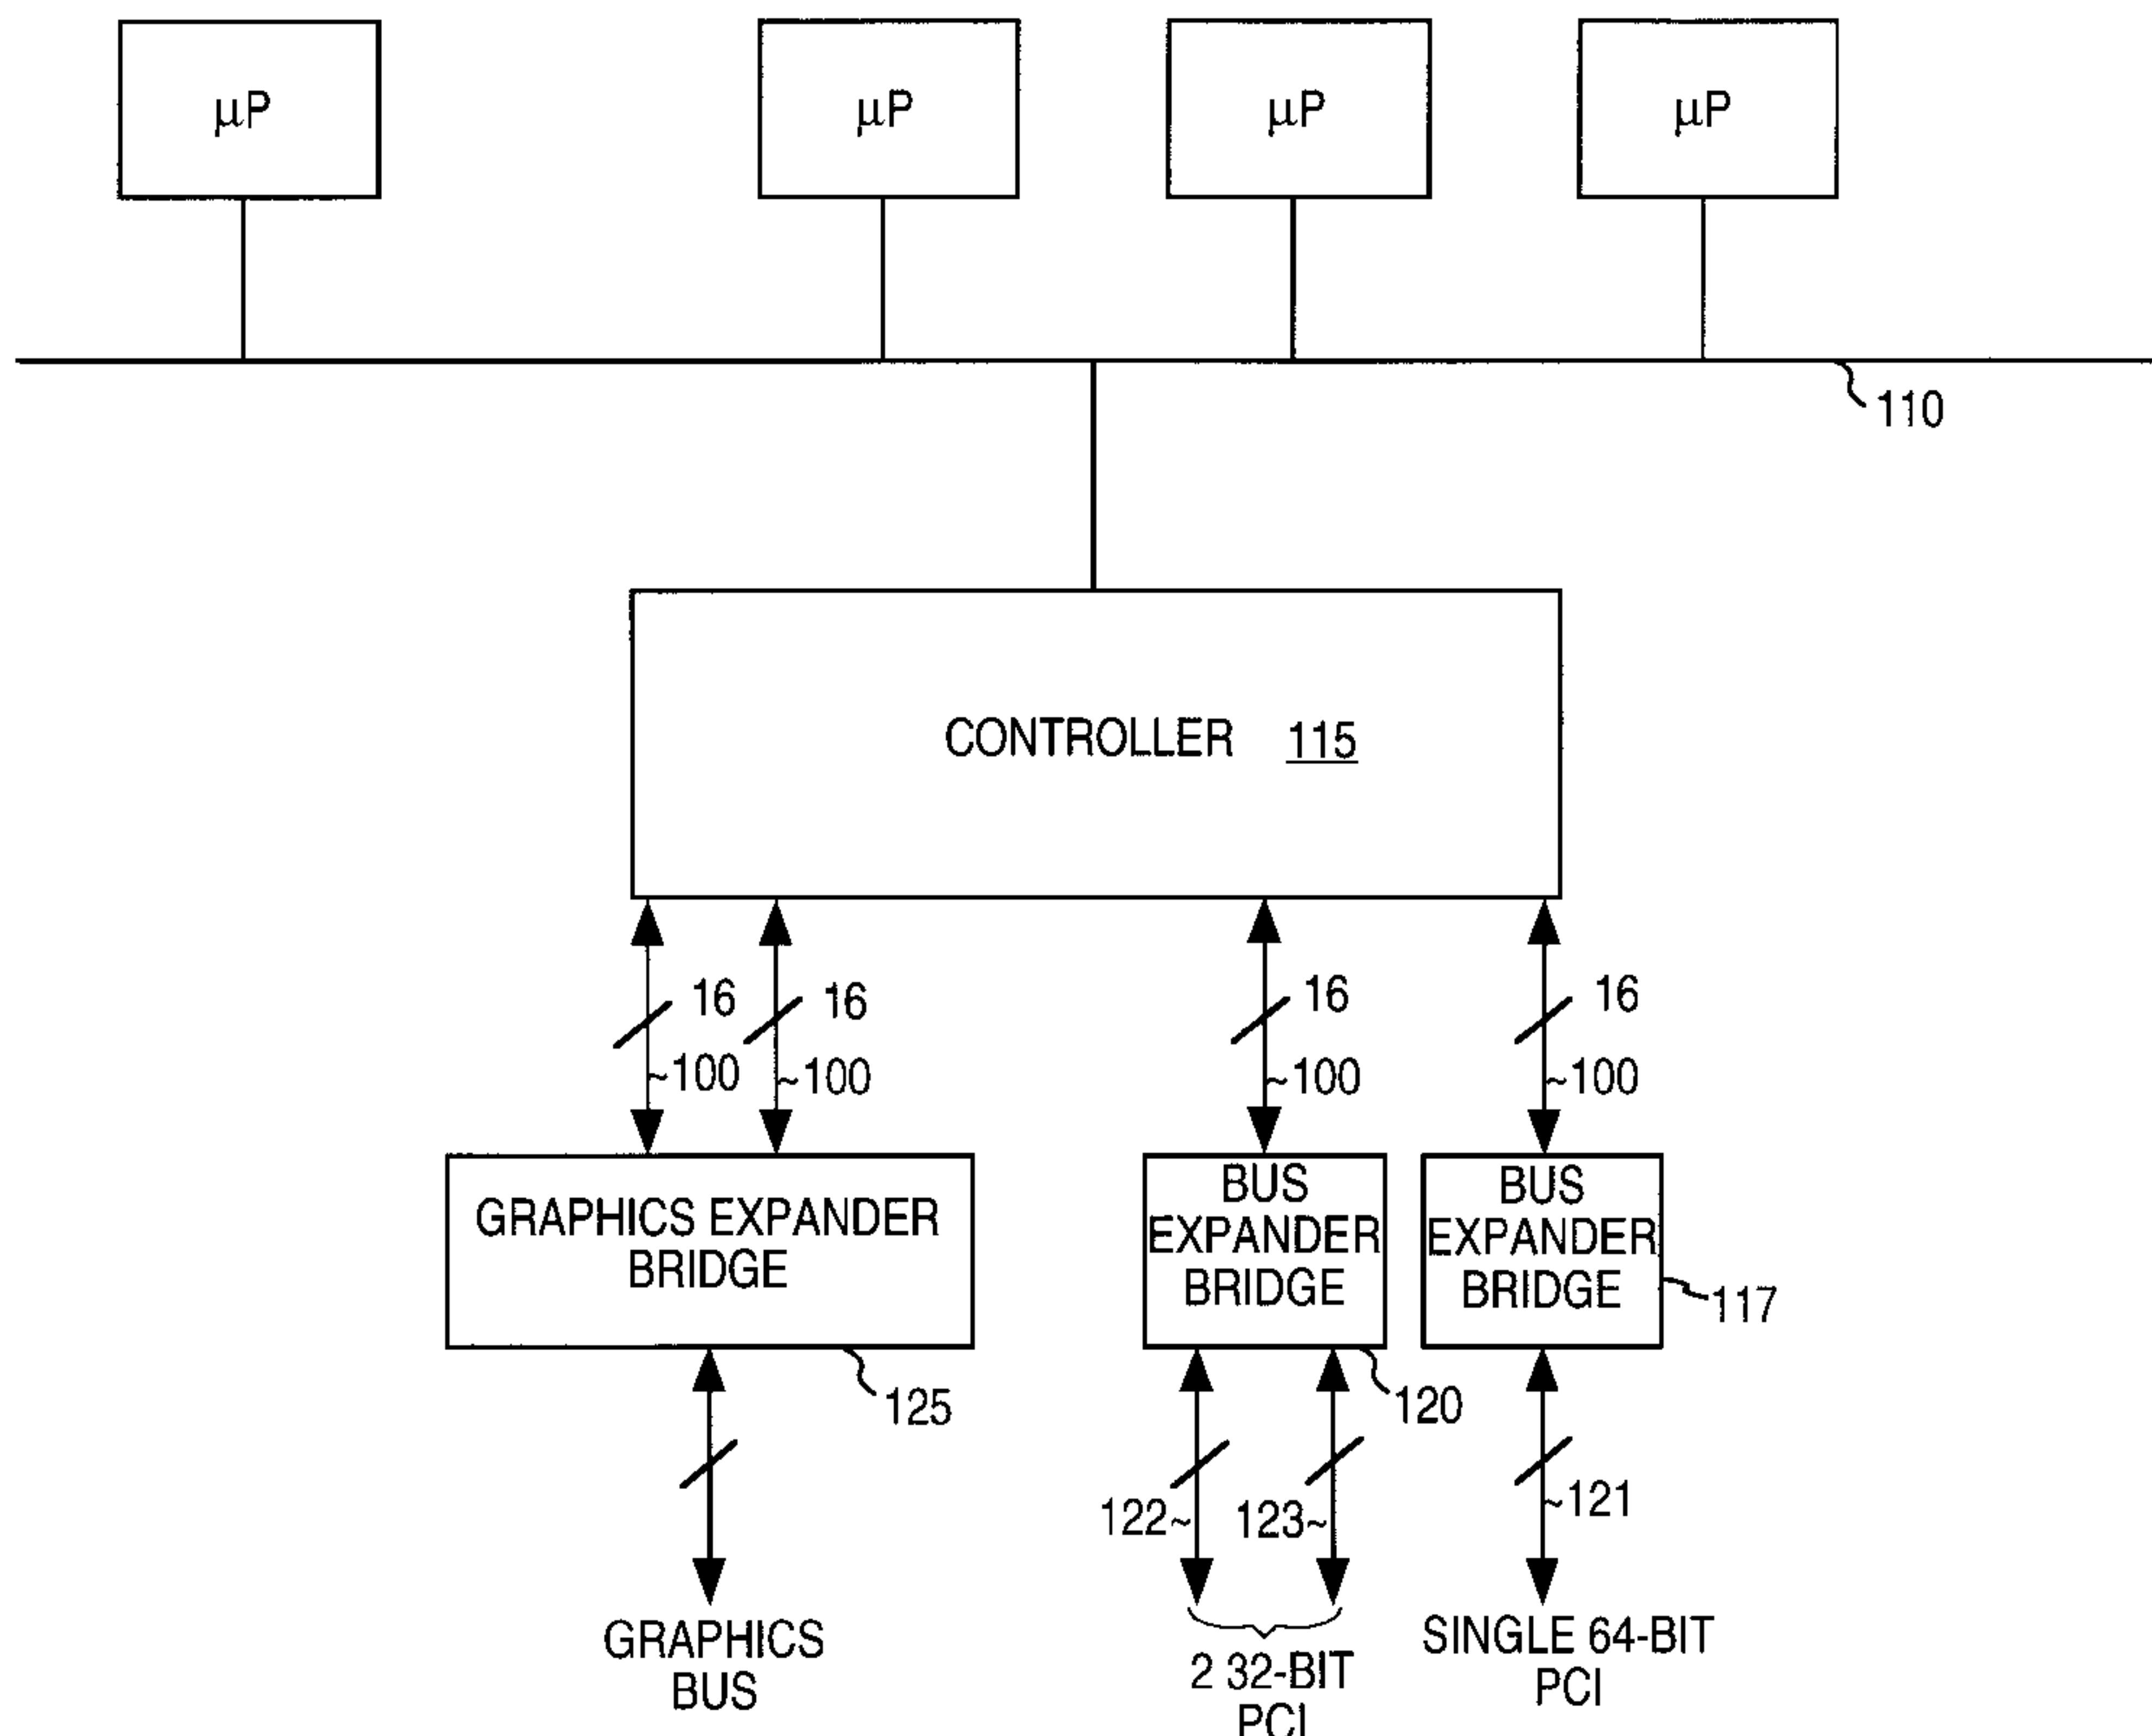 μP
μP
μP
μP
110
CONTROLLER 115
16
16
16
16
100
100
100
100
GRAPHICS EXPANDER
BRIDGE
BUS
EXPANDER
BRIDGE
BUS
EXPANDER
BRIDGE
117
125
120
122
123
121
GRAPHICS
BUS
2 32-BIT
PCI
SINGLE 64-BIT
PCI